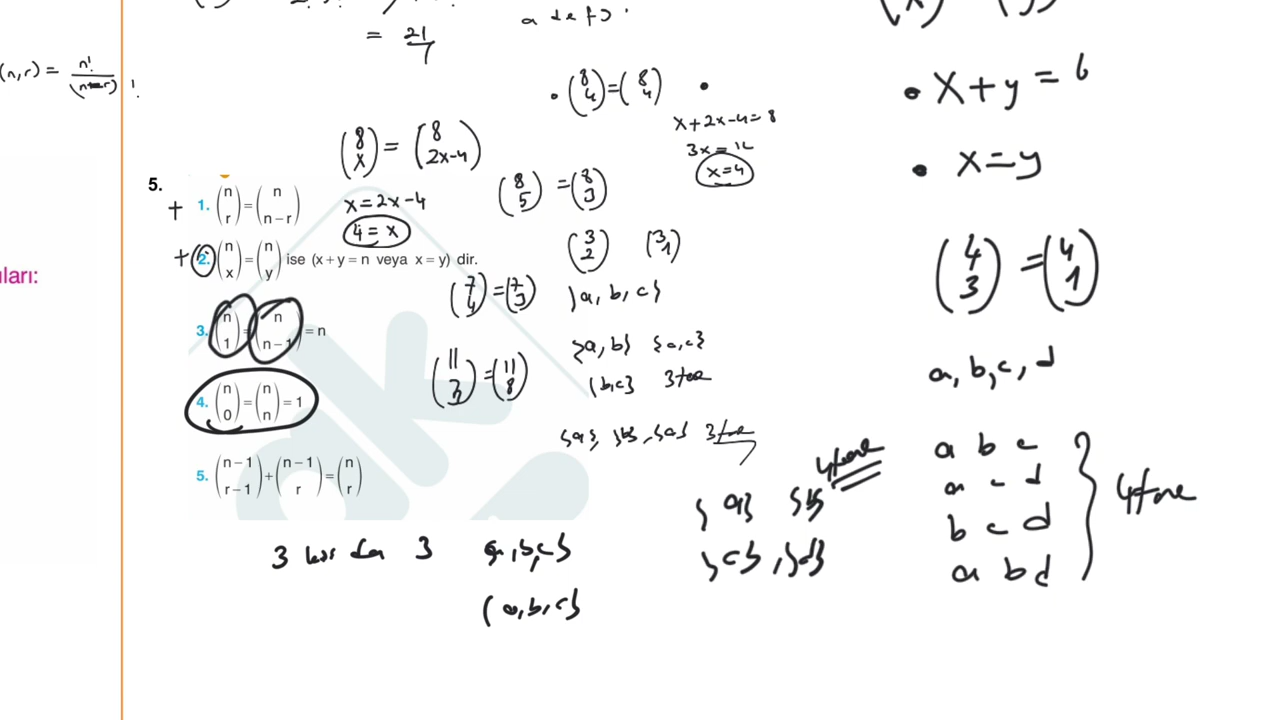 = 21
a
(n,r) = n!
(8 4) = (8 4)
x+2x-4=8
3x=12
x=4
x+y=6
x=y
(8 x) = (8 2x-4)
x=2x-4
4=x
(8 5) = (8 3)
5.
+ 1. (n r) = (n n-r)
+ 2. (n x) = (n y) ise (x + y = n veya x = y) dir.
(3 2) (3 1)
(4 3) = (4 1)
ları:
(7 4) = (7 3)
{a, b, c}
3. (n 1) = (n n-1) = n
{a, b} {a, c}
{b, c} 3 tane
(11 3) = (11 8)
a, b, c, d
4. (n 0) = (n n) = 1
{a}, {b}, {c} 3 tane
4 tane
a b c
a c d
b c d
a b d
4 tane
5. (n-1 r-1) + (n-1 r) = (n r)
{a} {b}
{c}, {d}
3 3 {a, b, c}
{a, b, c}